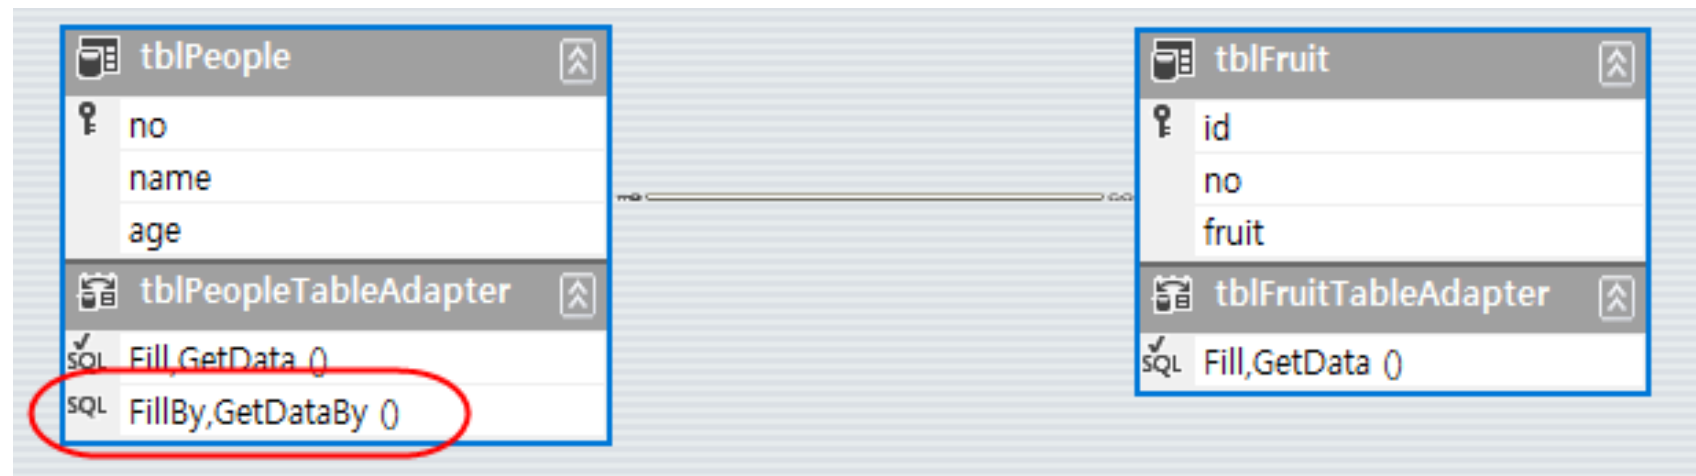 tblPeople
no
name
age
tblPeopleTableAdapter
SQL Fill,GetData ()
SQL FillBy,GetDataBy ()
tblFruit
id
no
fruit
tblFruitTableAdapter
SQL Fill,GetData ()